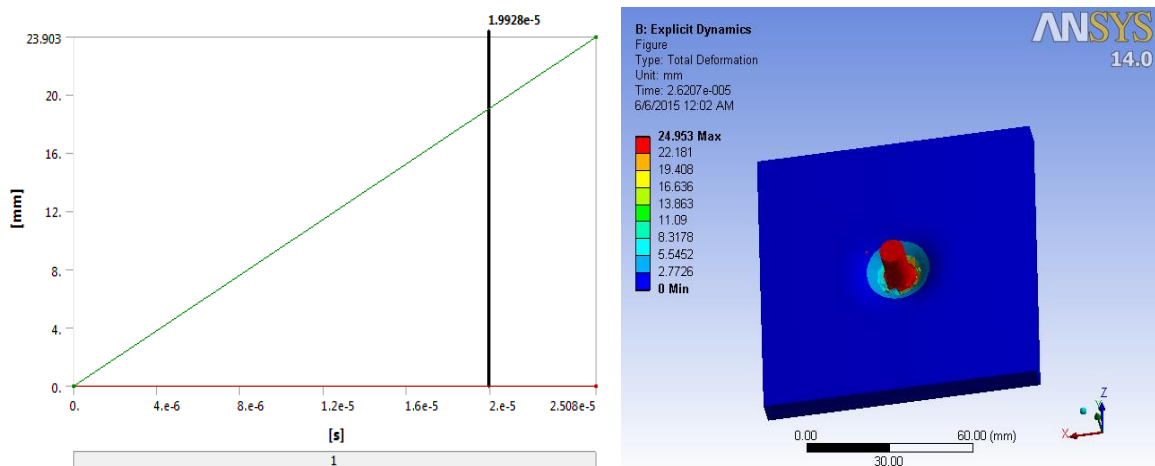 1.9928e-5
23.903
20.
16.
12.
8.
4.
0.
[mm]
0.
4.e-6
8.e-6
1.2e-5
1.6e-5
2.e-5
2.508e-5
[s]
1
B: Explicit Dynamics
Figure
Type: Total Deformation
Unit: mm
Time: 2.6207e-005
6/6/2015 12:02 AM
24.953 Max
22.181
19.408
16.636
13.863
11.09
8.3178
5.5452
2.7726
0 Min
ANSYS
14.0
0.00
60.00 (mm)
30.00
Z
Y
X